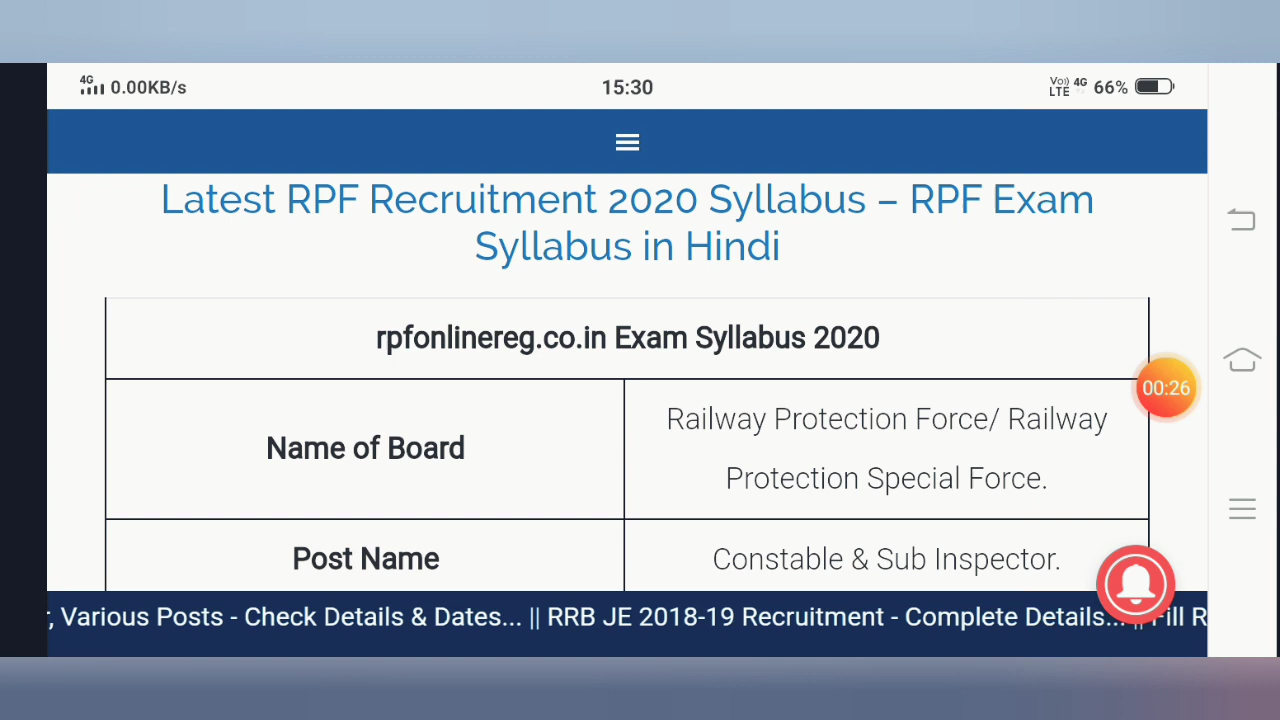 4G 0.00KB/s 15:30 Vo)) LTE 4G 66%
Latest RPF Recruitment 2020 Syllabus – RPF Exam
Syllabus in Hindi
rpfonlinereg.co.in Exam Syllabus 2020
Name of Board
Railway Protection Force/ Railway
Protection Special Force.
00:26
Post Name
Constable & Sub Inspector.
, Various Posts - Check Details & Dates... || RRB JE 2018-19 Recruitment - Complete Details... || Fill R